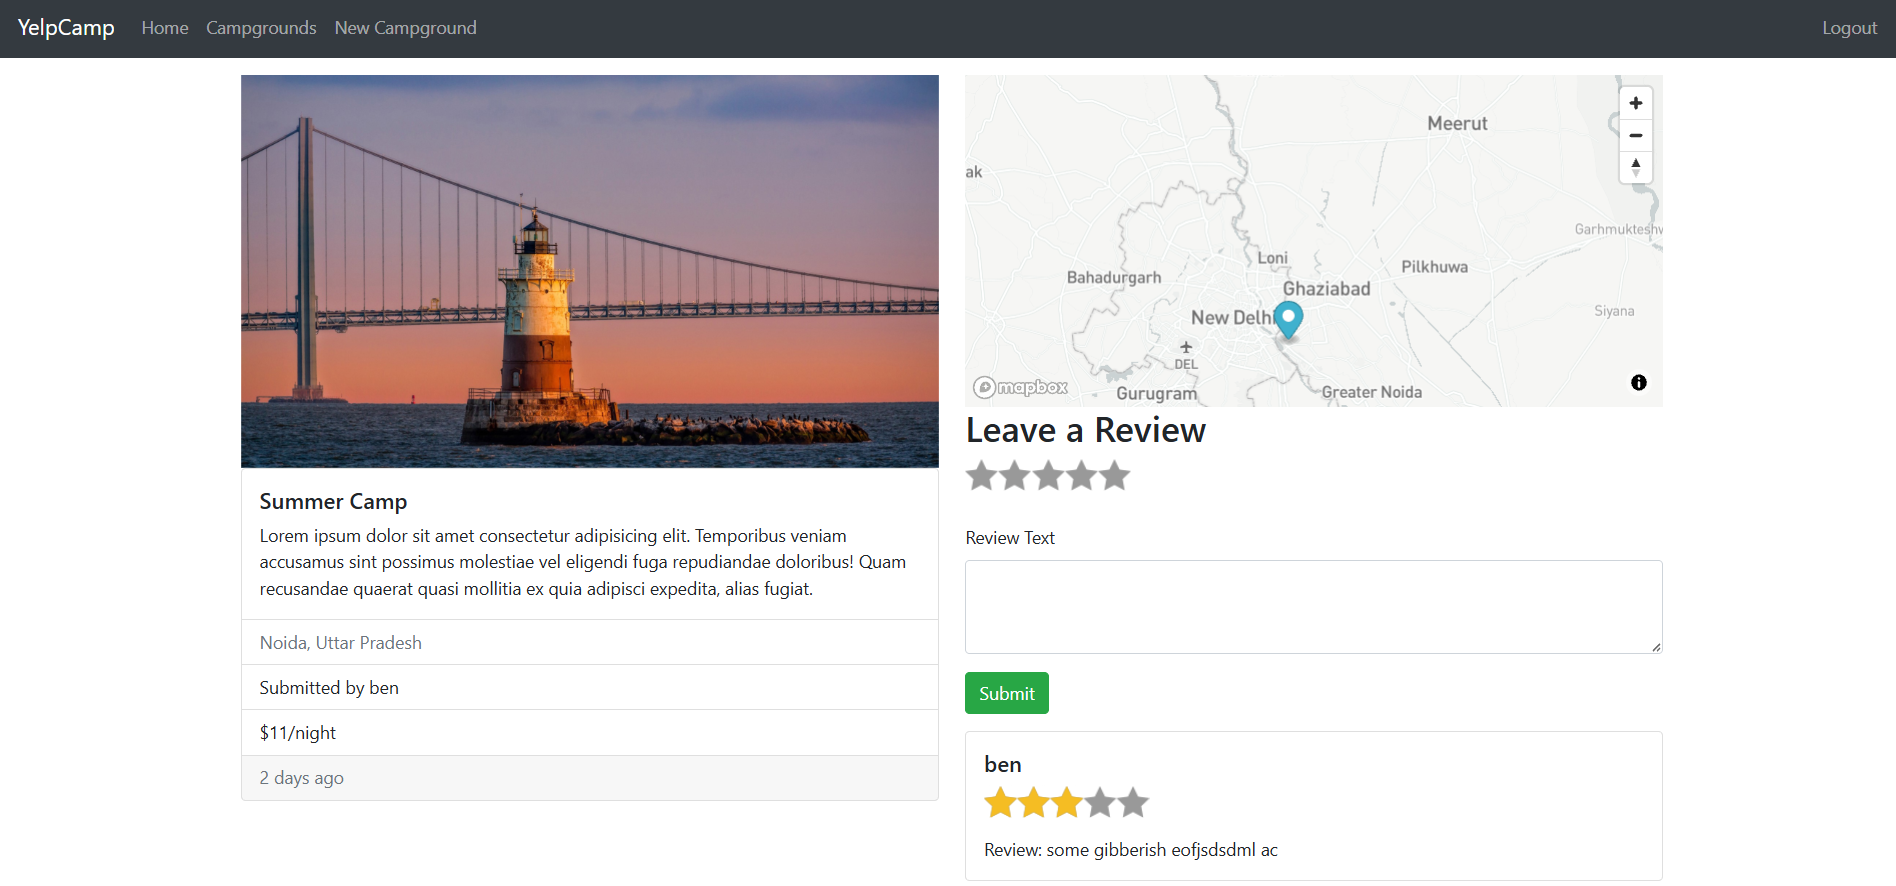 YelpCamp Home Campgrounds New Campground Logout
Summer Camp
Lorem ipsum dolor sit amet consectetur adipisicing elit. Temporibus veniam
accusamus sint possimus molestiae vel eligendi fuga repudiandae doloribus! Quam
recusandae quaerat quasi mollitia ex quia adipisci expedita, alias fugiat.
Noida, Uttar Pradesh
Submitted by ben
$11/night
2 days ago
Meerut
ak
Garhmukteshw
Loni
Pilkhuwa
Bahadurgarh
Ghaziabad
Siyana
New Delhi
DEL
mapbox
Gurugram
Greater Noida
Leave a Review
Review Text
Submit
ben
Review: some gibberish eofjsdsdml ac